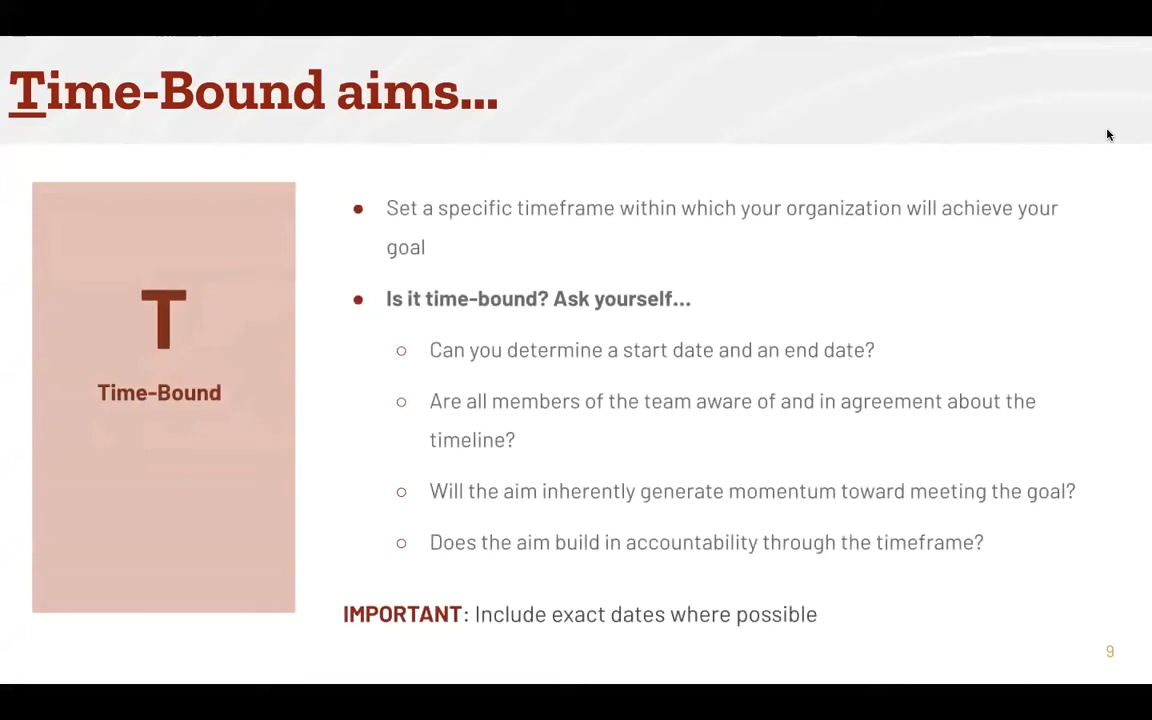 Time-Bound aims...
T
Time-Bound
● Set a specific timeframe within which your organization will achieve your
goal
● Is it time-bound? Ask yourself...
○ Can you determine a start date and an end date?
○ Are all members of the team aware of and in agreement about the
timeline?
○ Will the aim inherently generate momentum toward meeting the goal?
○ Does the aim build in accountability through the timeframe?
IMPORTANT: Include exact dates where possible
9